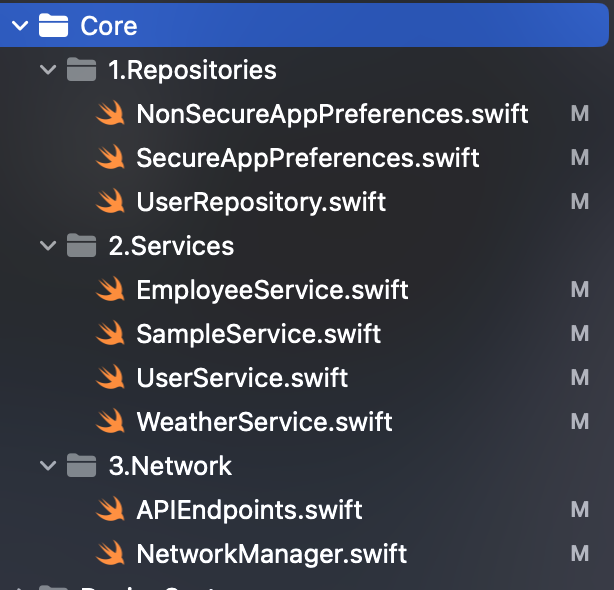 Core
1.Repositories
NonSecureAppPreferences.swift M
SecureAppPreferences.swift M
UserRepository.swift M
2.Services
EmployeeService.swift M
SampleService.swift M
UserService.swift M
WeatherService.swift M
3.Network
APIEndpoints.swift M
NetworkManager.swift M